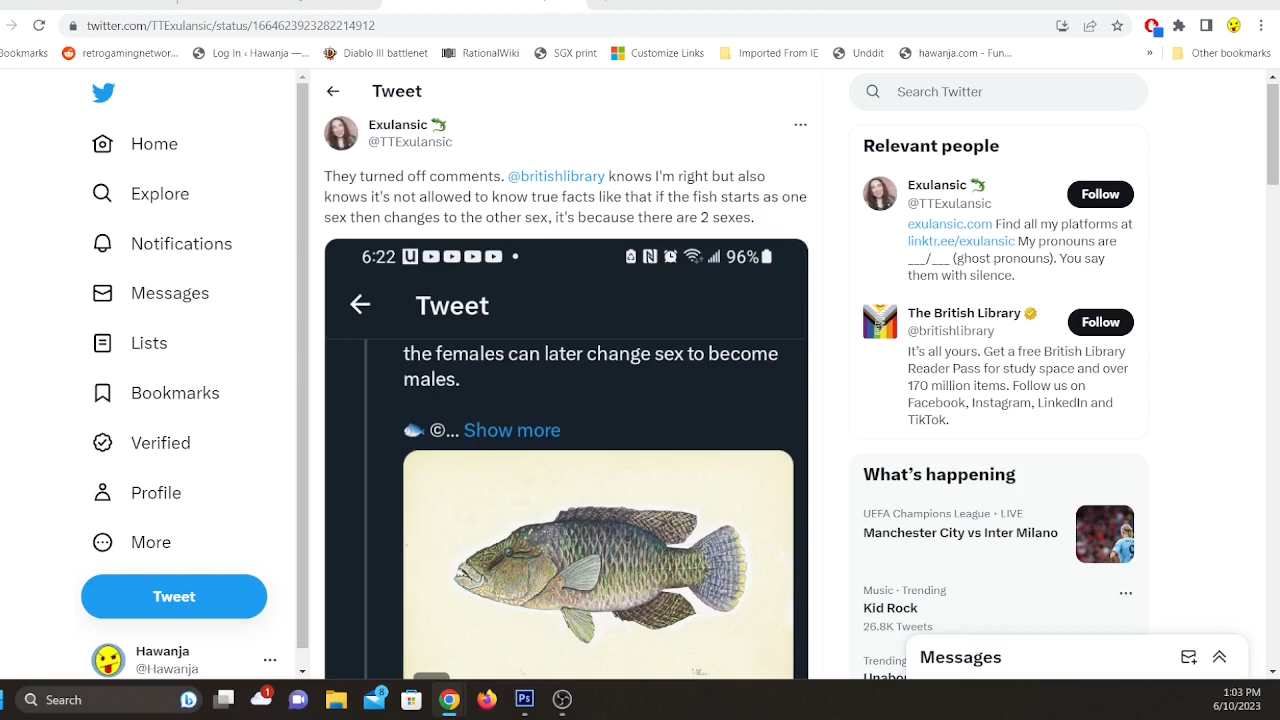 twitter.com/TTExulansic/status/1664623923282214912
Bookmarks
retrogamingnetwor...
Log In ‹ Hawanja —...
Diablo III battlenet
RationalWiki
SGX print
Customize Links
Imported From IE
Unddit
hawanja.com - Fun...
»
Other bookmarks
Home
Explore
Notifications
Messages
Lists
Bookmarks
Verified
Profile
More
Tweet
Hawanja
@Hawanja
Tweet
Exulansic
@TTExulansic
They turned off comments. @britishlibrary knows I'm right but also
knows it's not allowed to know true facts like that if the fish starts as one
sex then changes to the other sex, it's because there are 2 sexes.
6:22
96%
Tweet
the females can later change sex to become
males.
©... Show more
Search Twitter
Relevant people
Exulansic
@TTExulansic
Follow
exulansic.com Find all my platforms at
linktr.ee/exulansic My pronouns are
___/___ (ghost pronouns). You say
them with silence.
The British Library
@britishlibrary
Follow
It's all yours. Get a free British Library
Reader Pass for study space and over
170 million items. Follow us on
Facebook, Instagram, LinkedIn and
TikTok.
What's happening
UEFA Champions League · LIVE
Manchester City vs Inter Milano
Music · Trending
Kid Rock
26.8K Tweets
Trending
Messages
Search
1
8
Ps
1:03 PM
6/10/2023